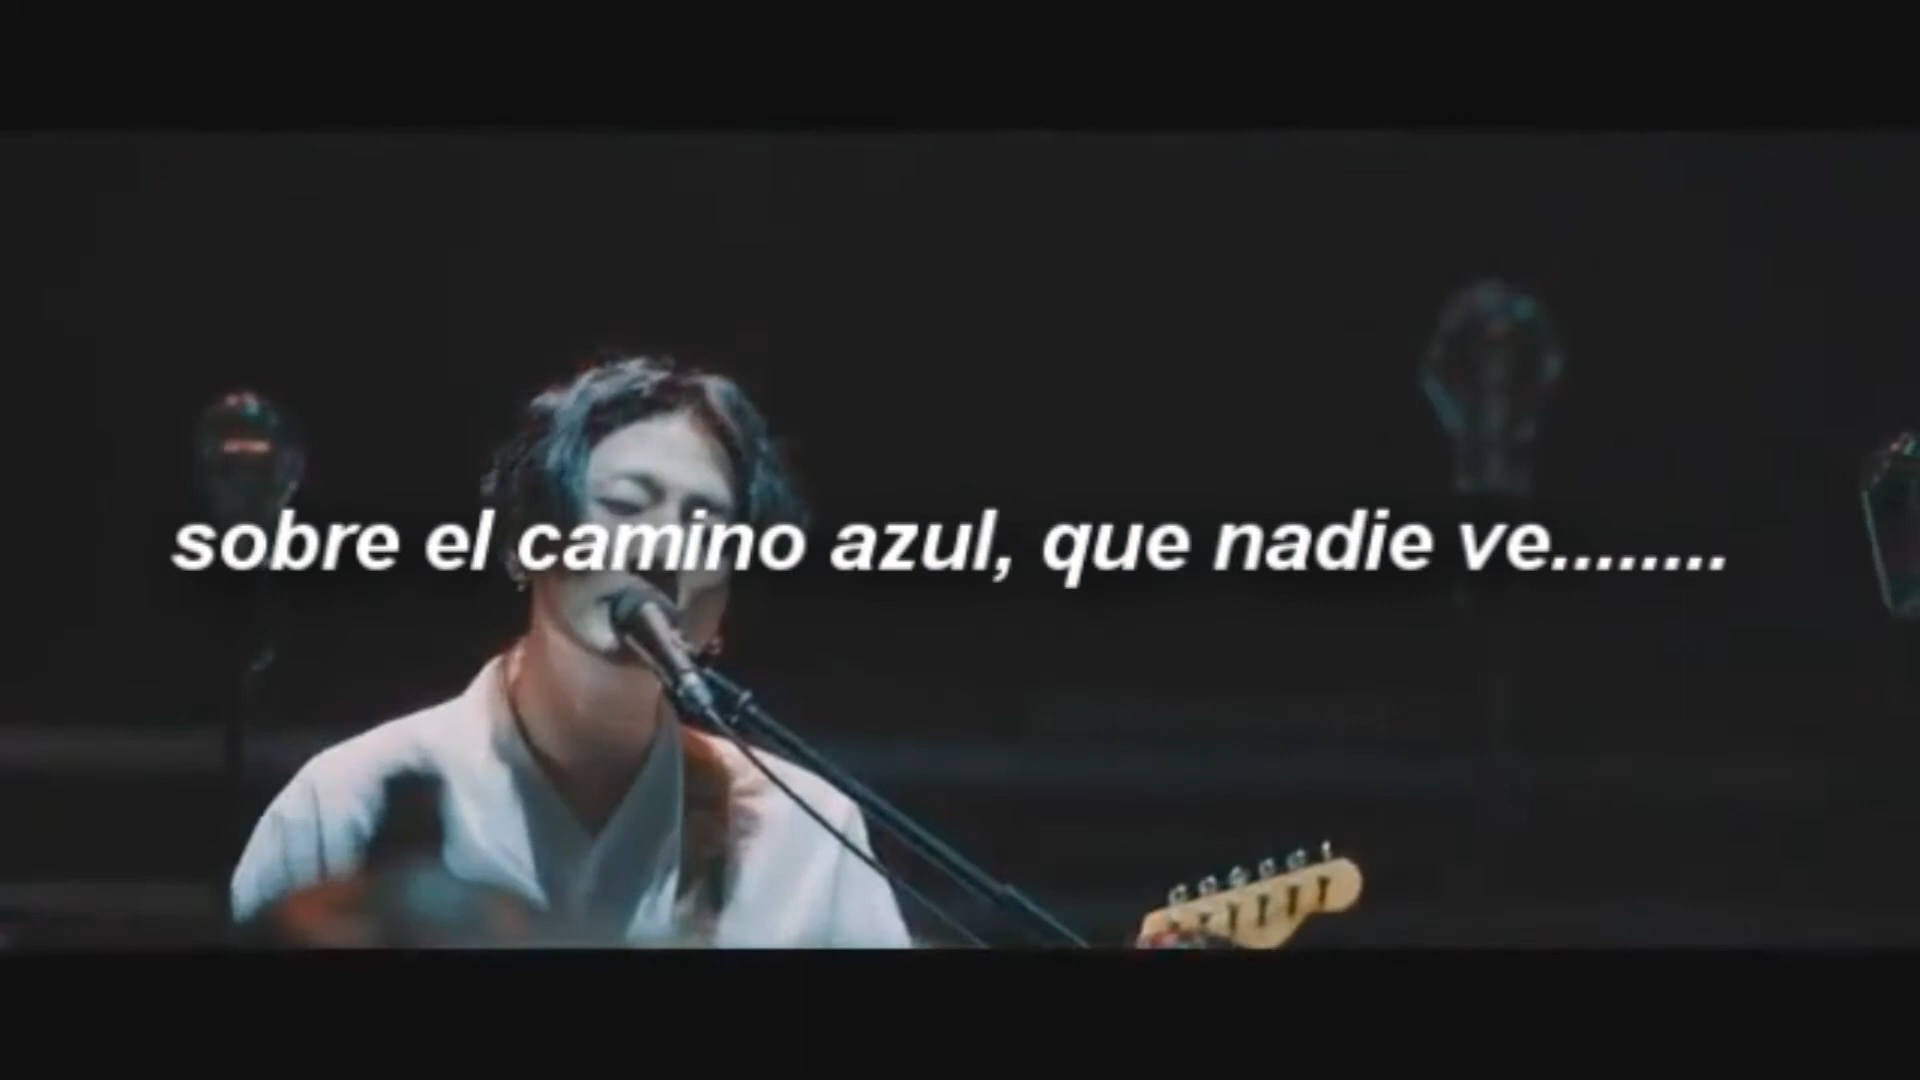 sobre el camino azul, que nadie ve........